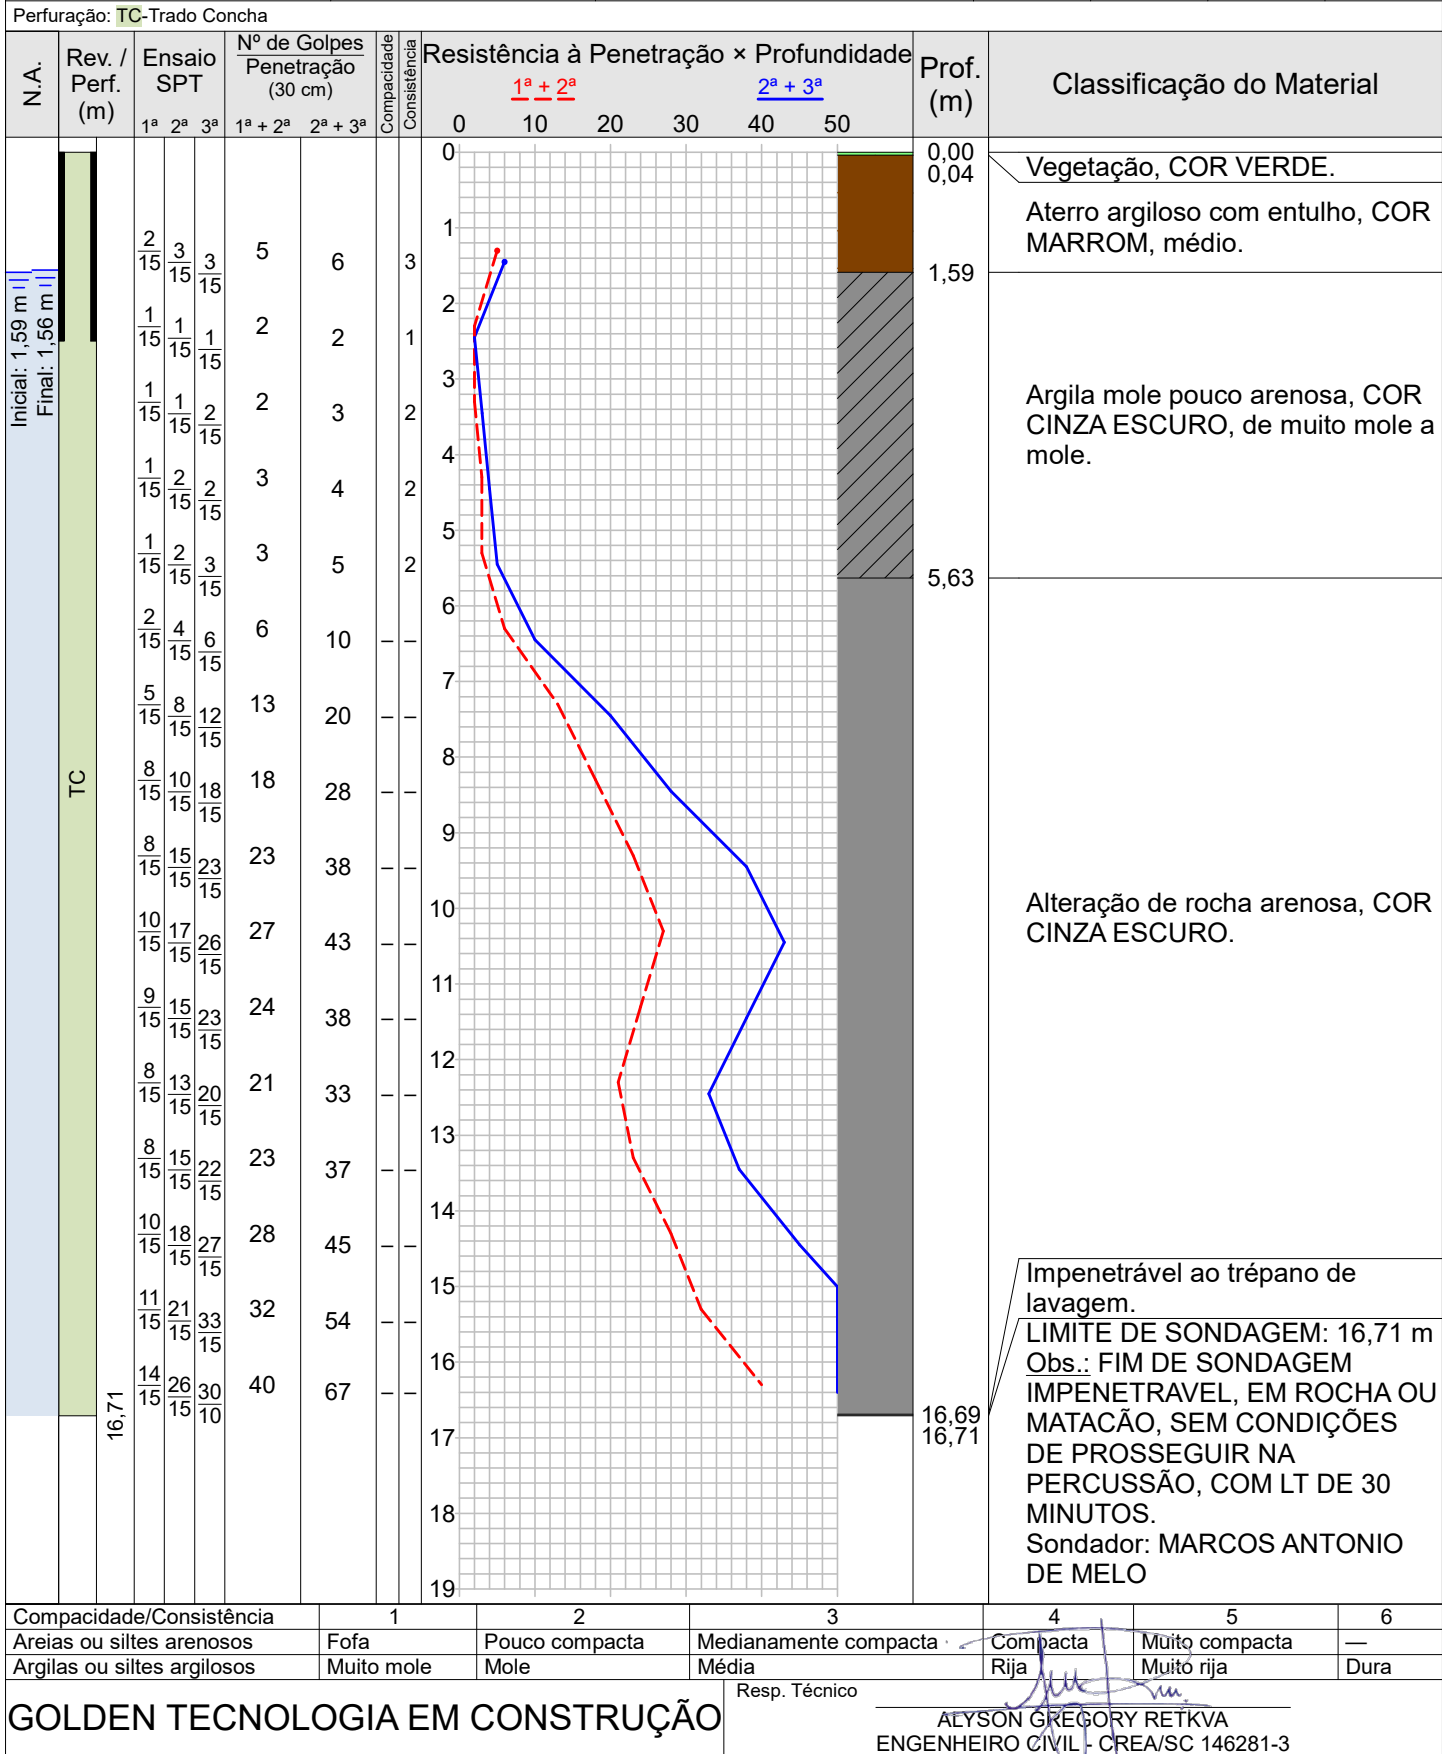 Perfuração: TC-Trado Concha
N.A.
Rev. / Perf. (m)
Ensaio SPT
1ª 2ª 3ª
Nº de Golpes
Penetração
(30 cm)
1ª + 2ª 2ª + 3ª
Compacidade
Consistência
Resistência à Penetração × Profundidade
1ª + 2ª 2ª + 3ª
0 10 20 30 40 50
Prof. (m)
Classificação do Material
Inicial: 1,59 m
Final: 1,56 m
TC
16,71
2/15 3/15 3/15 5 6 3
1/15 1/15 1/15 2 2 1
1/15 1/15 2/15 2 3 2
1/15 2/15 2/15 3 4 2
1/15 2/15 3/15 3 5 2
2/15 4/15 6/15 6 10 – –
5/15 8/15 12/15 13 20 – –
8/15 10/15 18/15 18 28 – –
8/15 15/15 23/15 23 38 – –
10/15 17/15 26/15 27 43 – –
9/15 15/15 23/15 24 38 – –
8/15 13/15 20/15 21 33 – –
8/15 15/15 22/15 23 37 – –
10/15 18/15 27/15 28 45 – –
11/15 21/15 33/15 32 54 – –
14/15 26/15 30/10 40 67 – –
0
1
2
3
4
5
6
7
8
9
10
11
12
13
14
15
16
17
18
19
0,00
0,04
1,59
5,63
16,69
16,71
Vegetação, COR VERDE.
Aterro argiloso com entulho, COR
MARROM, médio.
Argila mole pouco arenosa, COR
CINZA ESCURO, de muito mole a
mole.
Alteração de rocha arenosa, COR
CINZA ESCURO.
Impenetrável ao trépano de
lavagem.
LIMITE DE SONDAGEM: 16,71 m
Obs.: FIM DE SONDAGEM
IMPENETRAVEL, EM ROCHA OU
MATACÃO, SEM CONDIÇÕES
DE PROSSEGUIR NA
PERCUSSÃO, COM LT DE 30
MINUTOS.
Sondador: MARCOS ANTONIO
DE MELO
Compacidade/Consistência 1 2 3 4 5 6
Areias ou siltes arenosos Fofa Pouco compacta Medianamente compacta Compacta Muito compacta —
Argilas ou siltes argilosos Muito mole Mole Média Rija Muito rija Dura
GOLDEN TECNOLOGIA EM CONSTRUÇÃO
Resp. Técnico
ALYSON GREGORY RETKVA
ENGENHEIRO CIVIL - CREA/SC 146281-3